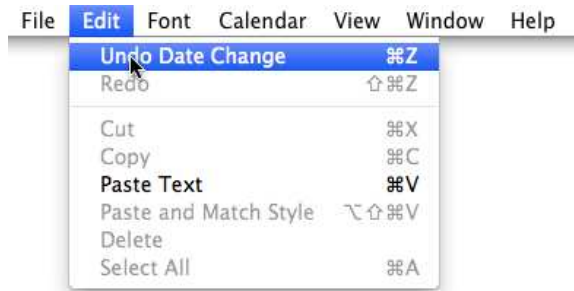 File Edit Font Calendar View Window Help
Undo Date Change ⌘Z
Redo ⇧⌘Z
Cut ⌘X
Copy ⌘C
Paste Text ⌘V
Paste and Match Style ⌥⇧⌘V
Delete
Select All ⌘A